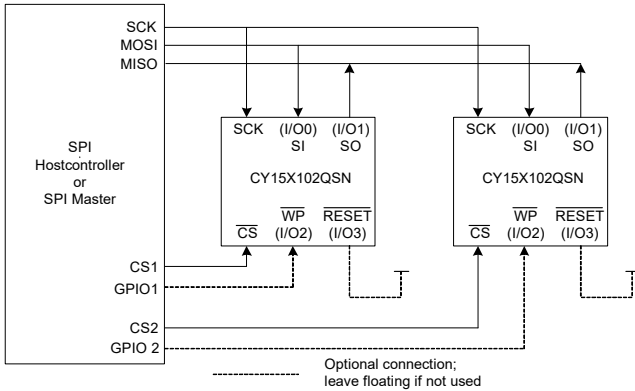 SCK
MOSI
MISO
SPI
Hostcontroller
or
SPI Master
CS1
GPIO1
CS2
GPIO 2
SCK (I/O0) (I/O1)
SI SO
CY15X102QSN
WP RESET
CS (I/O2) (I/O3)
SCK (I/O0) (I/O1)
SI SO
CY15X102QSN
WP RESET
CS (I/O2) (I/O3)
Optional connection;
leave floating if not used